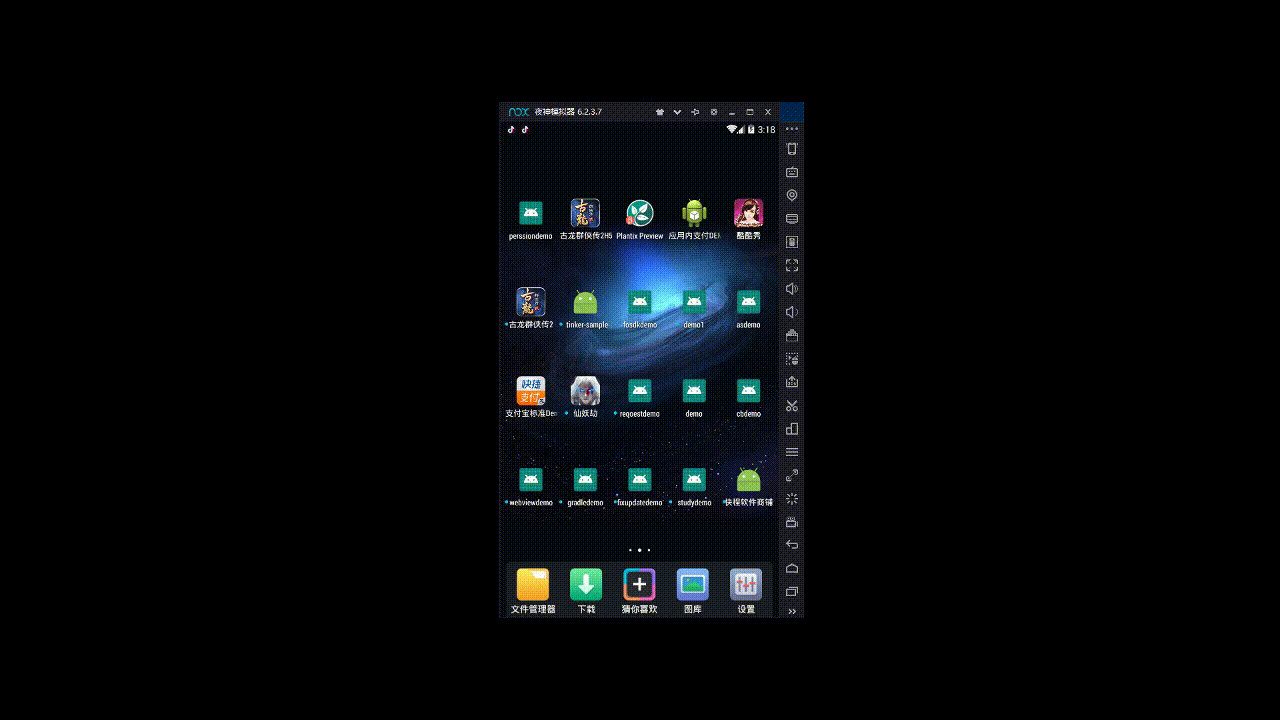 nox 夜神模拟器 6.2.3.7
3:18
perssiondemo 古龙群侠传2H5 Plantix Preview 应用内支付DE 酷酷秀
古龙群侠传2 tinker-sample fosdkdemo demo1 asdemo
快捷
支付
支付宝标准De 仙妖劫 reqoestdemo demo cbdemo
webviewdemo gradledemo fixupdatedemo studydemo 快程软件商铺
文件管理器 下载 猜你喜欢 图库 设置